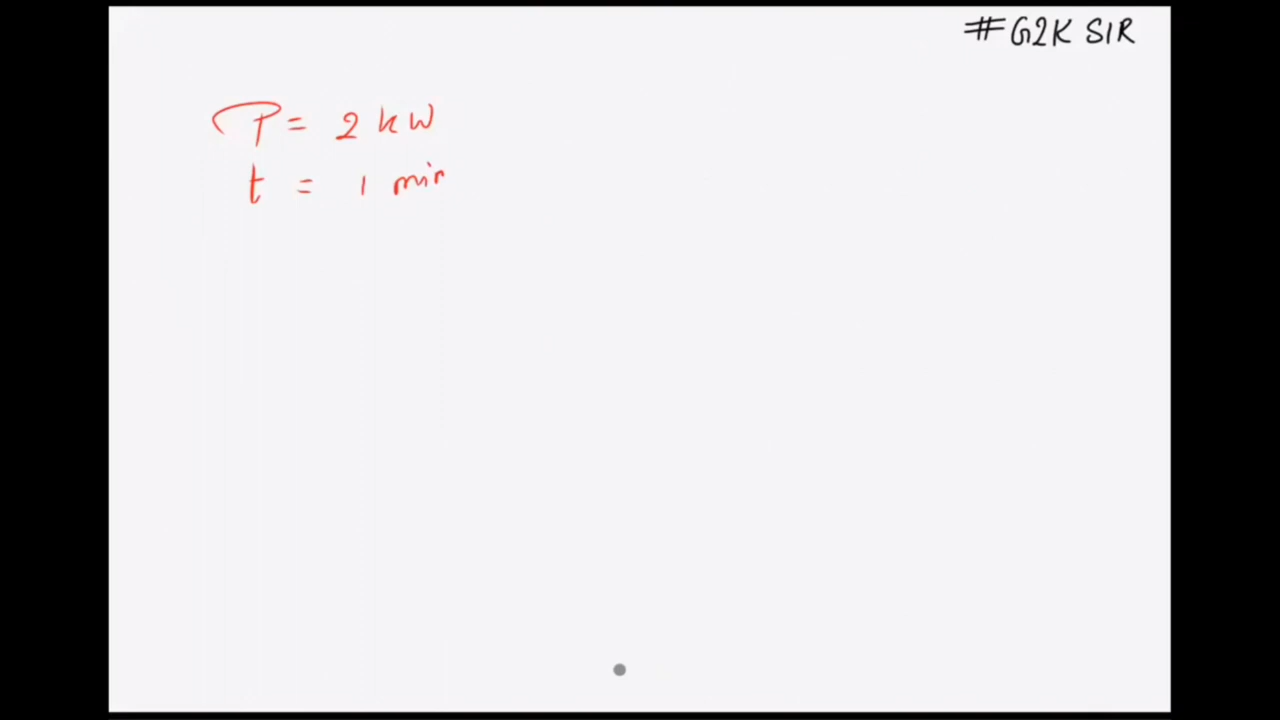 #G2K SIR
P = 2 kW
t = 1 min